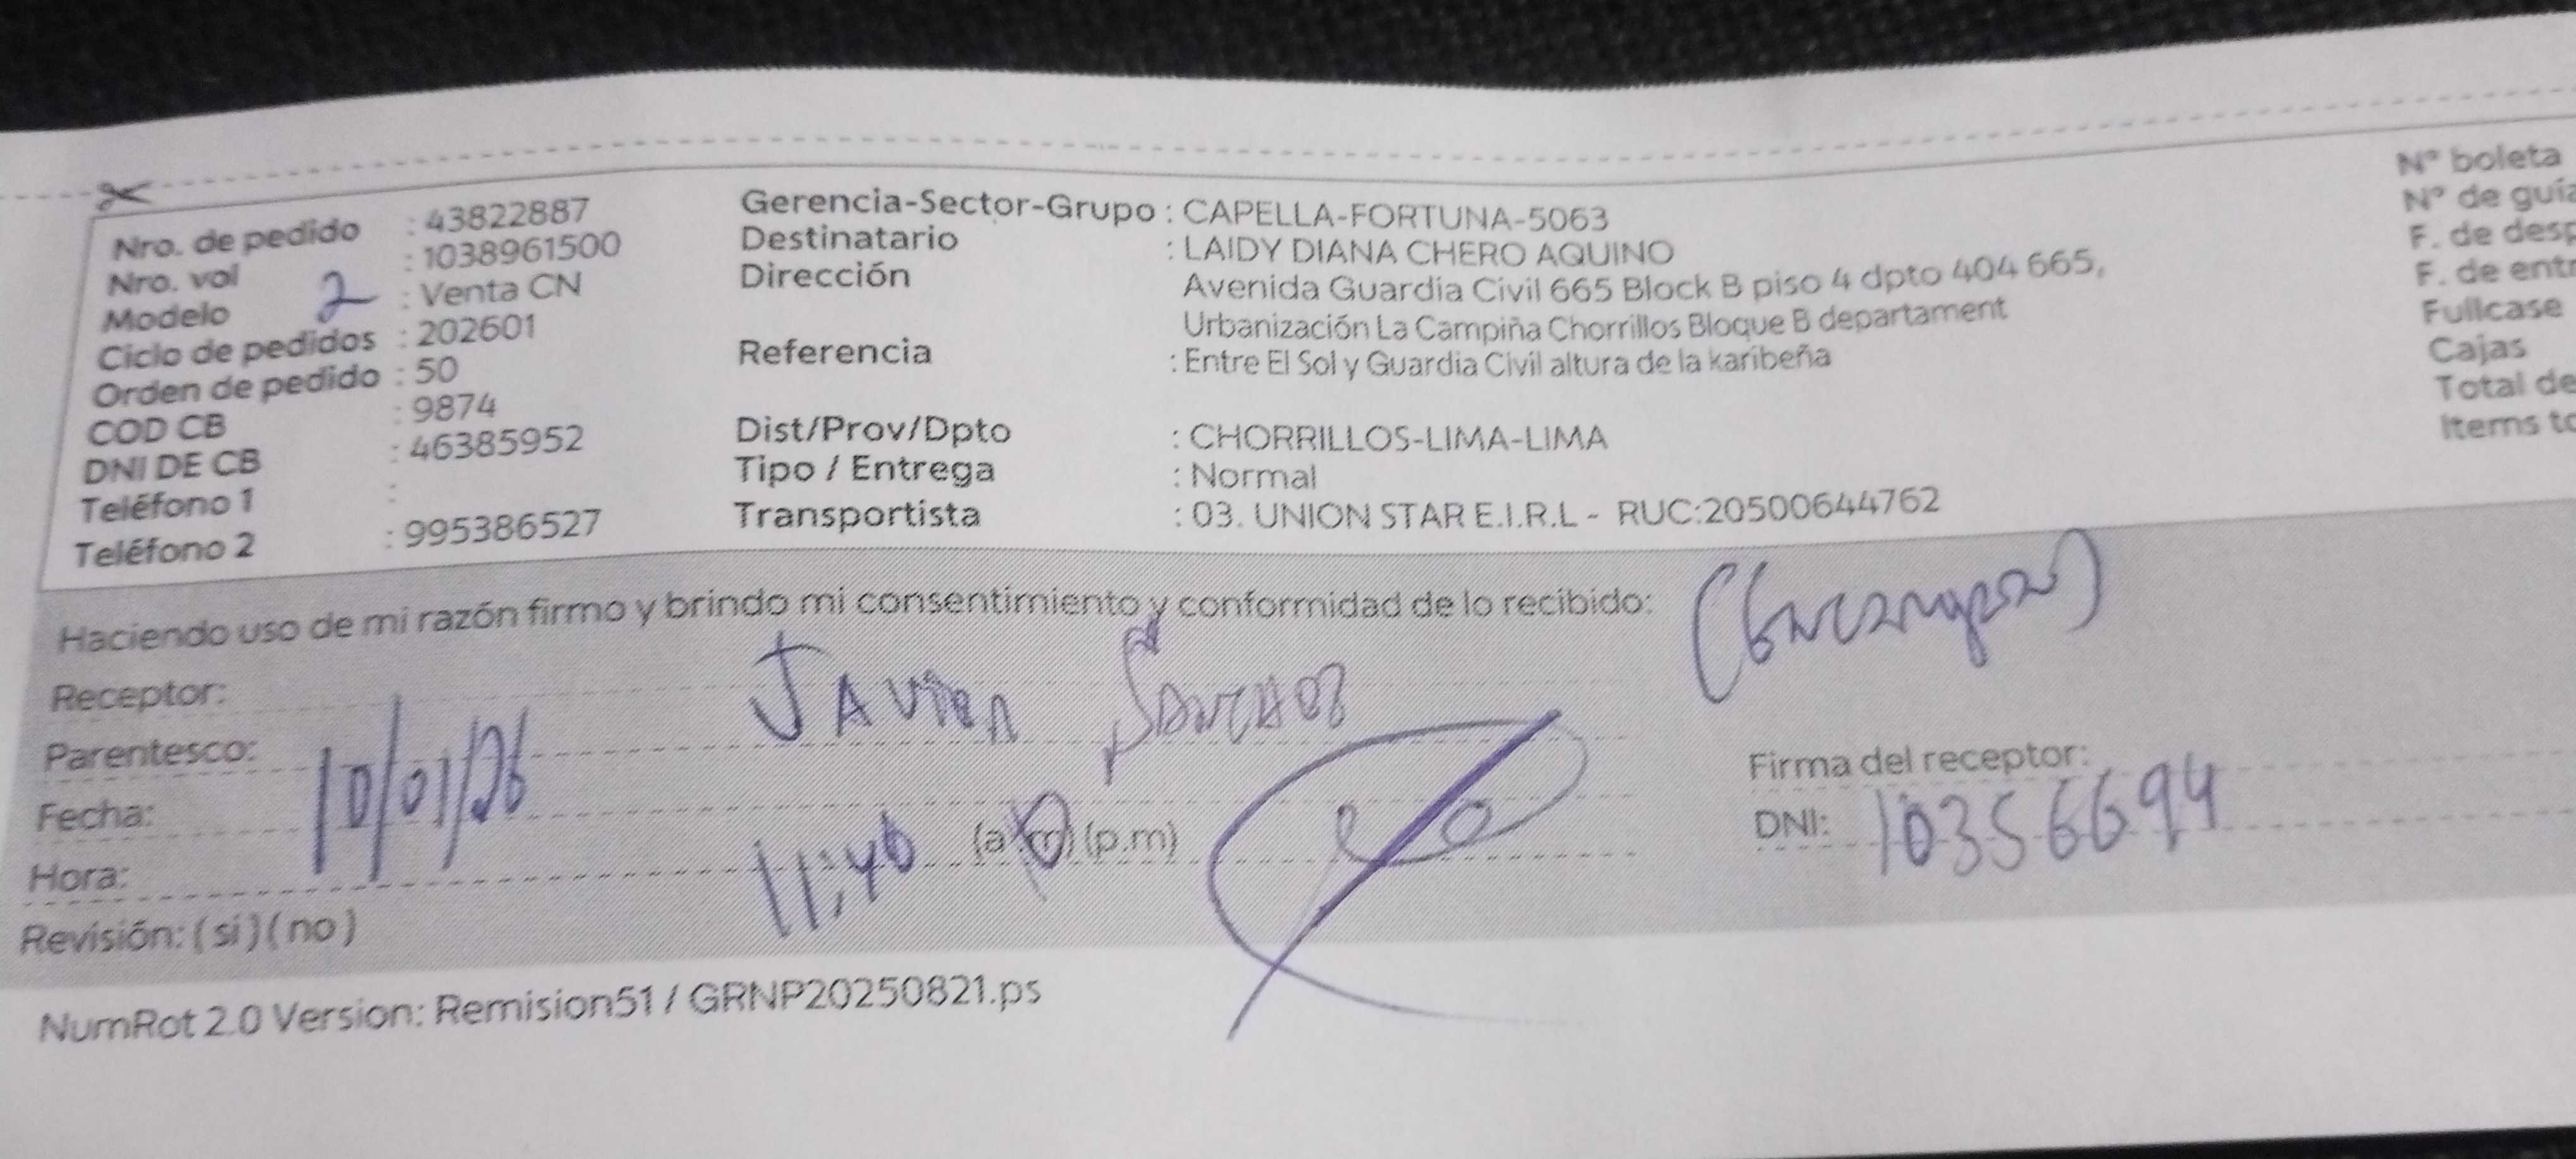 Nro. de pedido : 43822887
Nro. vol : 1038961500
Modelo 2 : Venta CN
Ciclo de pedidos : 202601
Orden de pedido : 50
COD CB : 9874
DNI DE CB : 46385952
Teléfono 1 :
Teléfono 2 : 995386527
Gerencia-Sector-Grupo : CAPELLA-FORTUNA-5063
Destinatario : LAIDY DIANA CHERO AQUINO
Dirección Avenida Guardia Civil 665 Block B piso 4 dpto 404 665,
Urbanización La Campiña Chorrillos Bloque B departament
Referencia : Entre El Sol y Guardia Civil altura de la karibeña
Dist/Prov/Dpto : CHORRILLOS-LIMA-LIMA
Tipo / Entrega : Normal
Transportista : 03. UNION STAR E.I.R.L - RUC:20500644762
N° boleta
N° de guía
F. de desp
F. de entr
Fullcase
Cajas
Total de
Items to
Haciendo uso de mi razón firmo y brindo mi consentimiento y conformidad de lo recibido:
Receptor: JAVIER SANCHEZ
Parentesco:
Fecha: 10/01/26
Hora: 11:40 (a.m) (p.m)
Revisión: ( si ) ( no )
Firma del receptor:
DNI: 10356694
NumRot 2.0 Version: Remision51 / GRNP20250821.ps